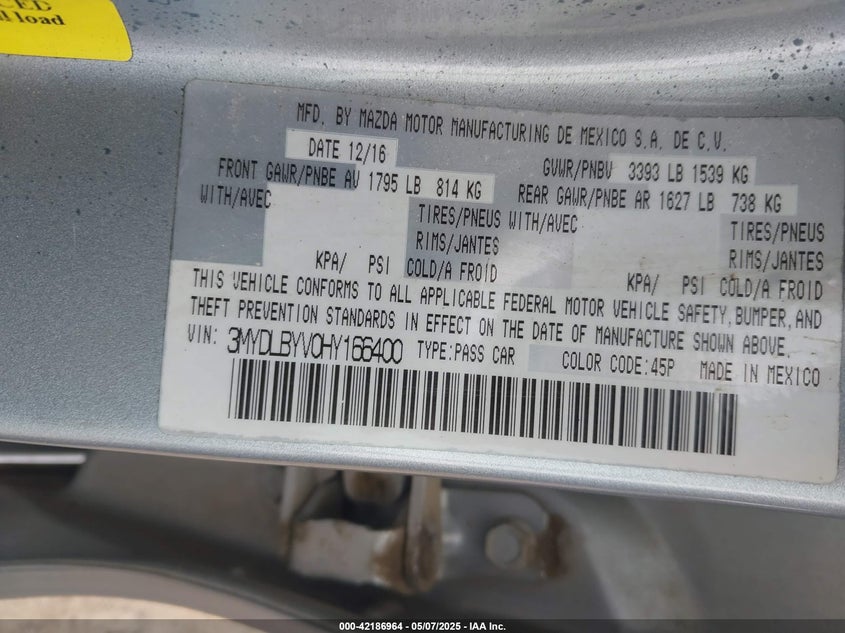 CED
ll load
MFD. BY MAZDA MOTOR MANUFACTURING DE MEXICO S.A. DE C.V.
DATE 12/16
GVWR/PNBV 3393 LB 1539 KG
FRONT GAWR/PNBE AV 1795 LB 814 KG
REAR GAWR/PNBE AR 1627 LB 738 KG
WITH/AVEC
TIRES/PNEUS WITH/AVEC
TIRES/PNEUS
RIMS/JANTES
RIMS/JANTES
KPA/ PSI COLD/A FROID
KPA/ PSI COLD/A FROID
THIS VEHICLE CONFORMS TO ALL APPLICABLE FEDERAL MOTOR VEHICLE SAFETY, BUMPER, AND
THEFT PREVENTION STANDARDS IN EFFECT ON THE DATE OF MANUFACTURE SHOWN ABOVE.
VIN: 3MYDLBYV0HY166400 TYPE:PASS CAR COLOR CODE:45P MADE IN MEXICO
000-42186964 - 05/07/2025 - IAA Inc.